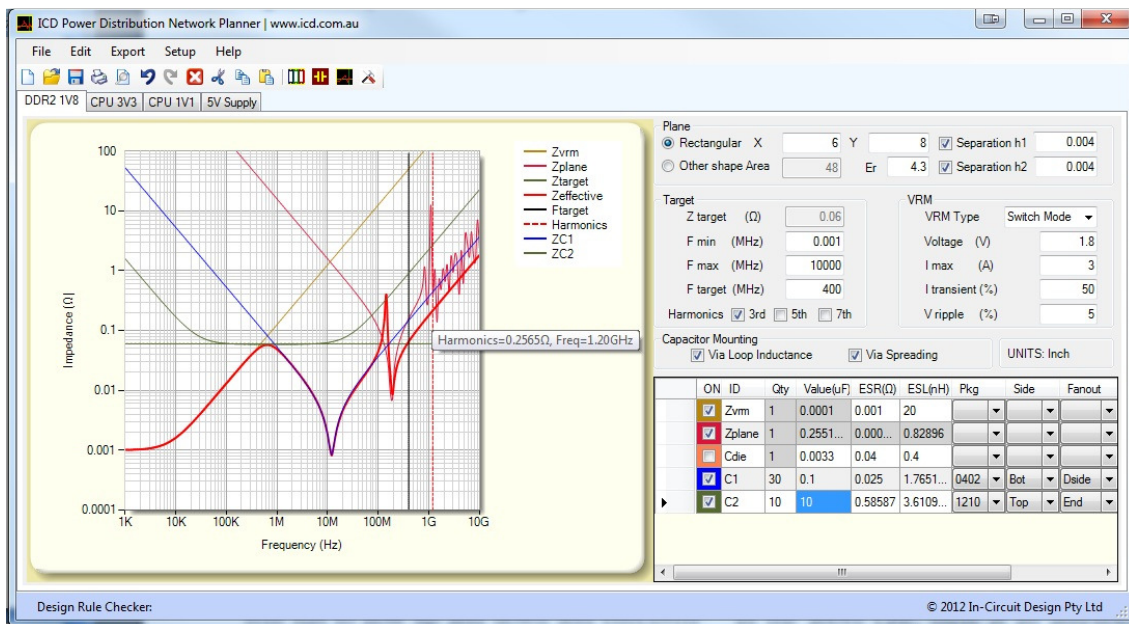 ICD Power Distribution Network Planner | www.icd.com.au
File Edit Export Setup Help
DDR2 1V8 CPU 3V3 CPU 1V1 5V Supply
100
10
1
0.1
0.01
0.001
0.0001
Impedance (Ω)
1K 10K 100K 1M 10M 100M 1G 10G
Frequency (Hz)
Zvrm
Zplane
Ztarget
Zeffective
Ftarget
Harmonics
ZC1
ZC2
Harmonics=0.2565Ω, Freq=1.20GHz
Plane
Rectangular X 6 Y 8 Separation h1 0.004
Other shape Area 48 Er 4.3 Separation h2 0.004
Target
Z target (Ω) 0.06
F min (MHz) 0.001
F max (MHz) 10000
F target (MHz) 400
Harmonics 3rd 5th 7th
VRM
VRM Type Switch Mode
Voltage (V) 1.8
I max (A) 3
I transient (%) 50
V ripple (%) 5
Capacitor Mounting
Via Loop Inductance Via Spreading
UNITS: Inch
ON ID Qty Value(uF) ESR(Ω) ESL(nH) Pkg Side Fanout
Zvrm 1 0.0001 0.001 20
Zplane 1 0.2551... 0.000... 0.82896
Cdie 1 0.0033 0.04 0.4
C1 30 0.1 0.025 1.7651... 0402 Bot Dside
C2 10 10 0.58587 3.6109... 1210 Top End
Design Rule Checker:
© 2012 In-Circuit Design Pty Ltd